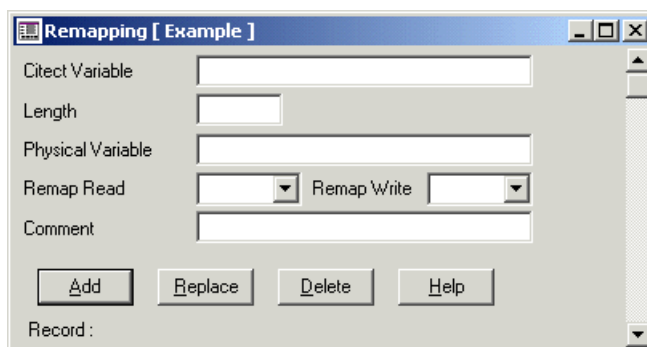 Remapping [ Example ]
Citect Variable
Length
Physical Variable
Remap Read Remap Write
Comment
Add Replace Delete Help
Record :